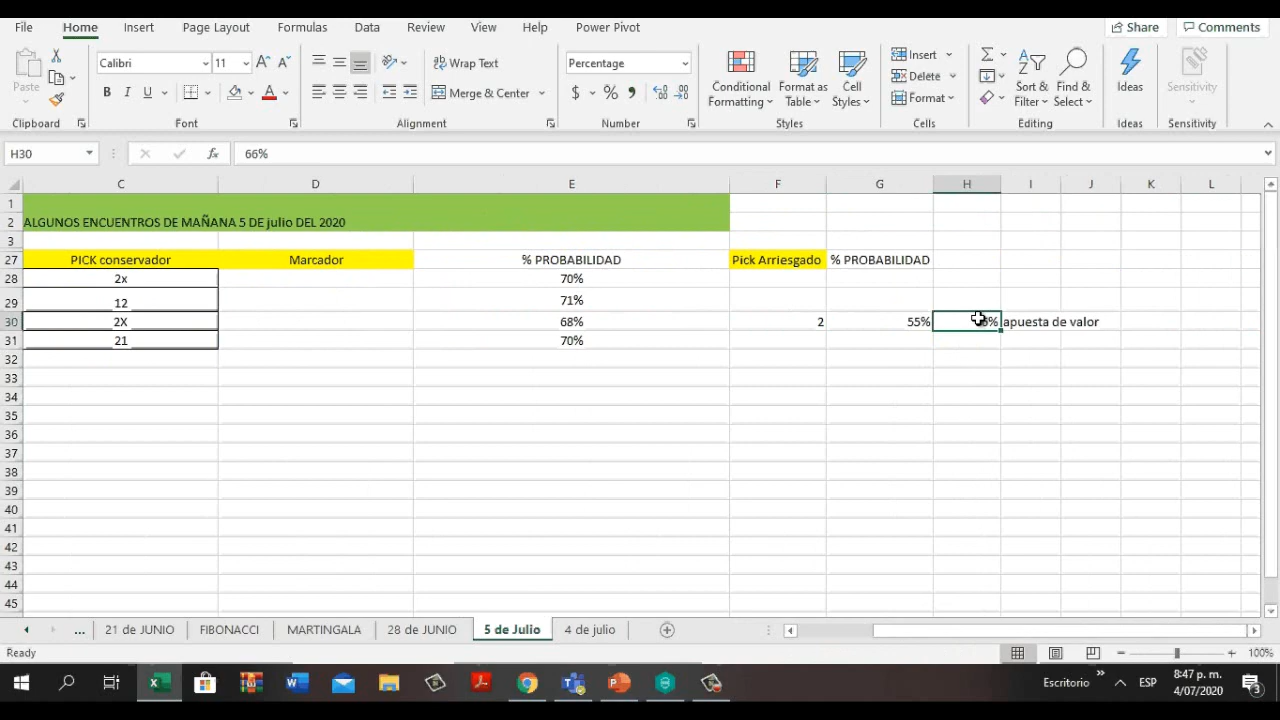 File Home Insert Page Layout Formulas Data Review View Help Power Pivot Share Comments
Calibri 11 Wrap Text Percentage Insert
Paste B I U Merge & Center $ % Conditional Formatting Format as Table Cell Styles Delete Format Sort & Filter Find & Select Ideas Sensitivity
Clipboard Font Alignment Number Styles Cells Editing Ideas Sensitivity
H30 fx 66%
C D E F G H I J K L
1
2 ALGUNOS ENCUENTROS DE MAÑANA 5 DE julio DEL 2020
3
27 PICK conservador Marcador % PROBABILIDAD Pick Arriesgado % PROBABILIDAD
28 2x 70%
29 12 71%
30 2X 68% 2 55% apuesta de valor
31 21 70%
32
33
34
35
36
37
38
39
40
41
42
43
44
45
... 21 de JUNIO FIBONACCI MARTINGALA 28 de JUNIO 5 de Julio 4 de julio
Ready 100%
Escritorio ESP 8:47 p. m.
4/07/2020 3